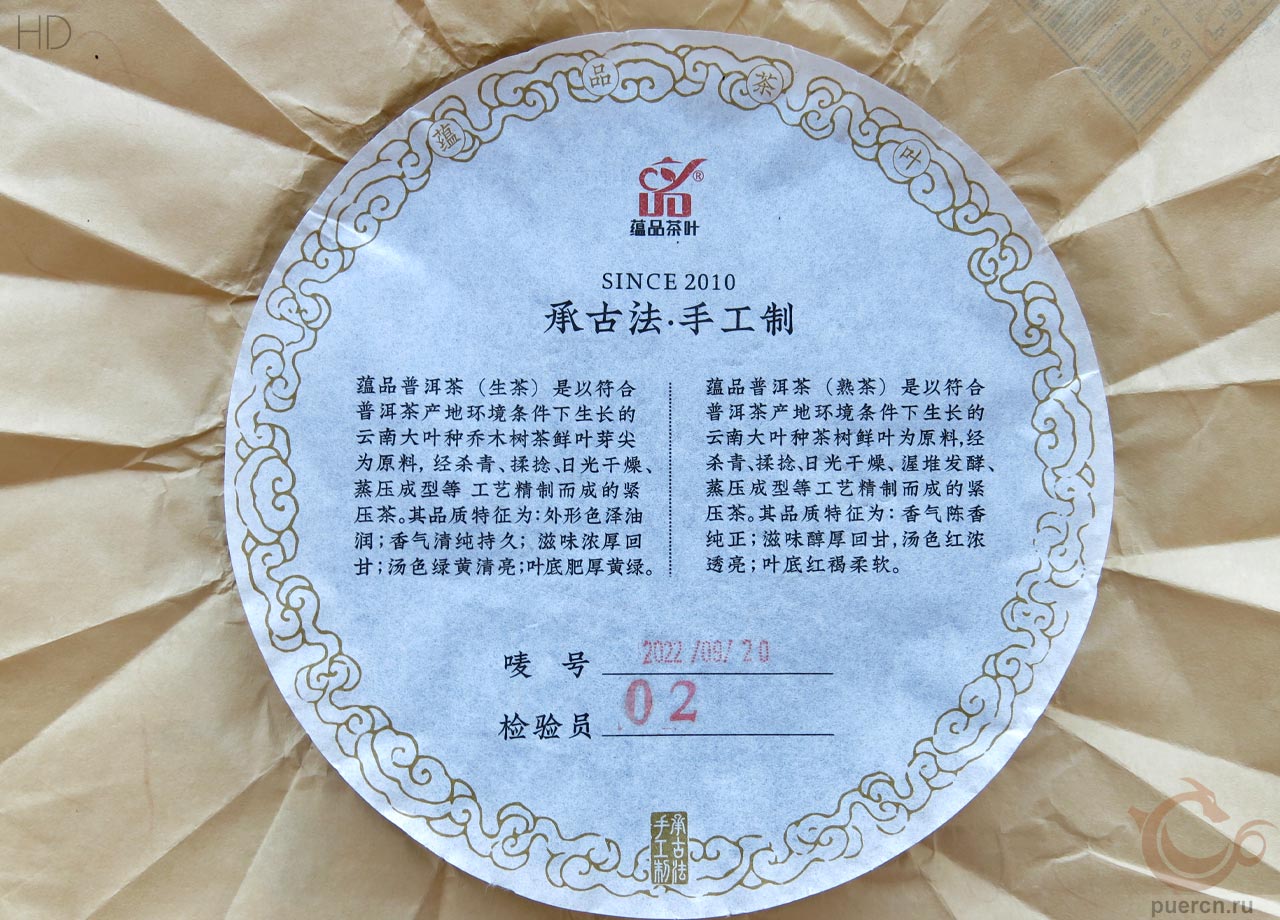 HD
蕴品茶叶
®
蕴品茶叶
SINCE 2010
承古法·手工制
蕴品普洱茶（生茶）是以符合
普洱茶产地环境条件下生长的
云南大叶种乔木树茶鲜叶芽尖
为原料，经杀青、揉捻、日光干燥、
蒸压成型等 工艺精制而成的紧
压茶。其品质特征为：外形色泽油
润；香气清纯持久；滋味浓厚回
甘；汤色绿黄清亮；叶底肥厚黄绿。
蕴品普洱茶（熟茶）是以符合
普洱茶产地环境条件下生长的
云南大叶种茶树鲜叶为原料,经
杀青、揉捻、日光干燥、渥堆发酵、
蒸压成型等工艺精制而成的紧
压茶。其品质特征为：香气陈香
纯正；滋味醇厚回甘,汤色红浓
透亮；叶底红褐柔软。
唛 号 2022/09/20
检验员 02
承古法
手工制
puercn.ru